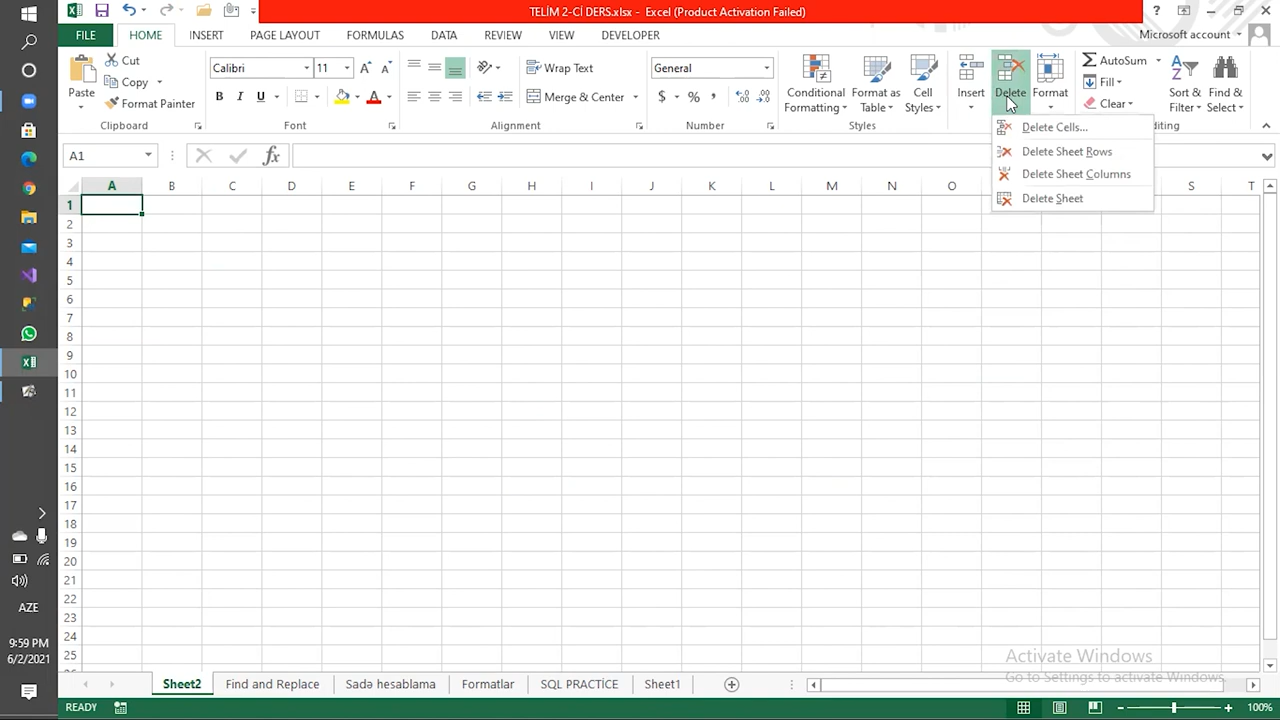 TELİM 2-Cİ DERS.xlsx - Excel (Product Activation Failed)
?
FILE HOME INSERT PAGE LAYOUT FORMULAS DATA REVIEW VIEW DEVELOPER Microsoft account
Paste
Cut
Copy
Format Painter
Clipboard
Calibri 11
B I U
Font
Wrap Text
Merge & Center
Alignment
General
$ % ,
Number
Conditional Formatting
Format as Table
Cell Styles
Styles
Insert
Delete
Format
AutoSum
Fill
Clear
Sort & Filter
Find & Select
iting
Delete Cells...
Delete Sheet Rows
Delete Sheet Columns
Delete Sheet
A1 fx
A B C D E F G H I J K L M N O S T
1
2
3
4
5
6
7
8
9
10
11
12
13
14
15
16
17
18
19
20
21
22
23
24
25
AZE
9:59 PM
6/2/2021
Activate Windows
Go to Settings to activate Windows.
Sheet2 Find and Replace Sada hesablama Formatlar SQL PRACTİCE Sheet1
READY 100%